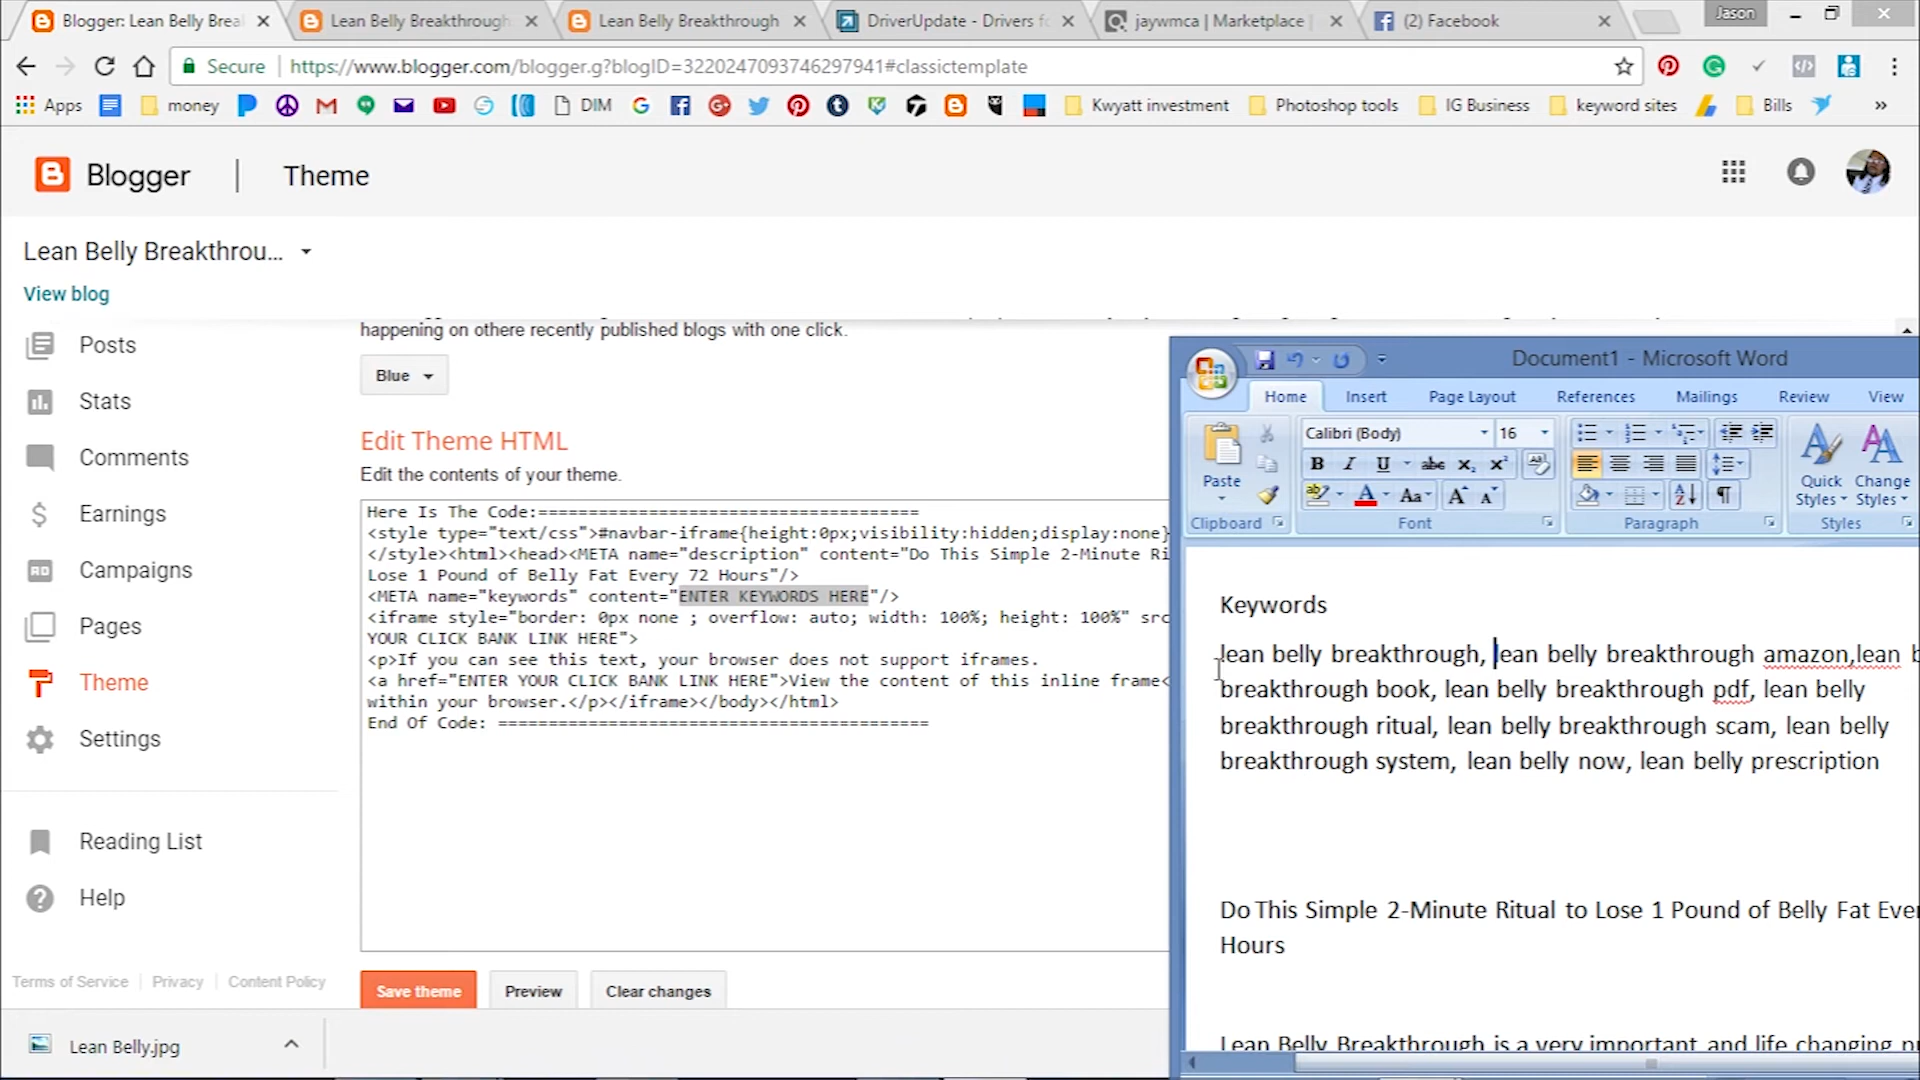 Blogger: Lean Belly Brea
Lean Belly Breakthrough
Lean Belly Breakthrough
DriverUpdate - Drivers fo
jaywmca | Marketplace |
(2) Facebook
Jason
Secure
https://www.blogger.com/blogger.g?blogID=3220247093746297941#classictemplate
Apps
money
DIM
Kwyatt investment
Photoshop tools
IG Business
keyword sites
Bills
»
Blogger | Theme
Lean Belly Breakthrou...
View blog
Posts
Stats
Comments
Earnings
Campaigns
Pages
Theme
Settings
Reading List
Help
Terms of Service | Privacy | Content Policy
happening on othere recently published blogs with one click.
Blue
Edit Theme HTML
Edit the contents of your theme.
Here Is The Code:======================================
<style type="text/css">#navbar-iframe{height:0px;visibility:hidden;display:none}
</style><html><head><META name="description" content="Do This Simple 2-Minute Ri
Lose 1 Pound of Belly Fat Every 72 Hours"/>
<META name="keywords" content="ENTER KEYWORDS HERE"/>
<iframe style="border: 0px none ; overflow: auto; width: 100%; height: 100%" src
YOUR CLICK BANK LINK HERE">
<p>If you can see this text, your browser does not support iframes.
<a href="ENTER YOUR CLICK BANK LINK HERE">View the content of this inline frame<
within your browser.</p></iframe></body></html>
End Of Code: ===========================================
Save theme
Preview
Clear changes
Lean Belly.jpg
Document1 - Microsoft Word
Home
Insert
Page Layout
References
Mailings
Review
View
Paste
Clipboard
Calibri (Body)
16
B I U abc x₂ x²
Aa
Font
Paragraph
Quick Styles
Change Styles
Styles
Keywords
lean belly breakthrough, lean belly breakthrough amazon,lean b
breakthrough book, lean belly breakthrough pdf, lean belly
breakthrough ritual, lean belly breakthrough scam, lean belly
breakthrough system, lean belly now, lean belly prescription
Do This Simple 2-Minute Ritual to Lose 1 Pound of Belly Fat Ever
Hours
Lean Belly Breakthrough is a very important and life changing